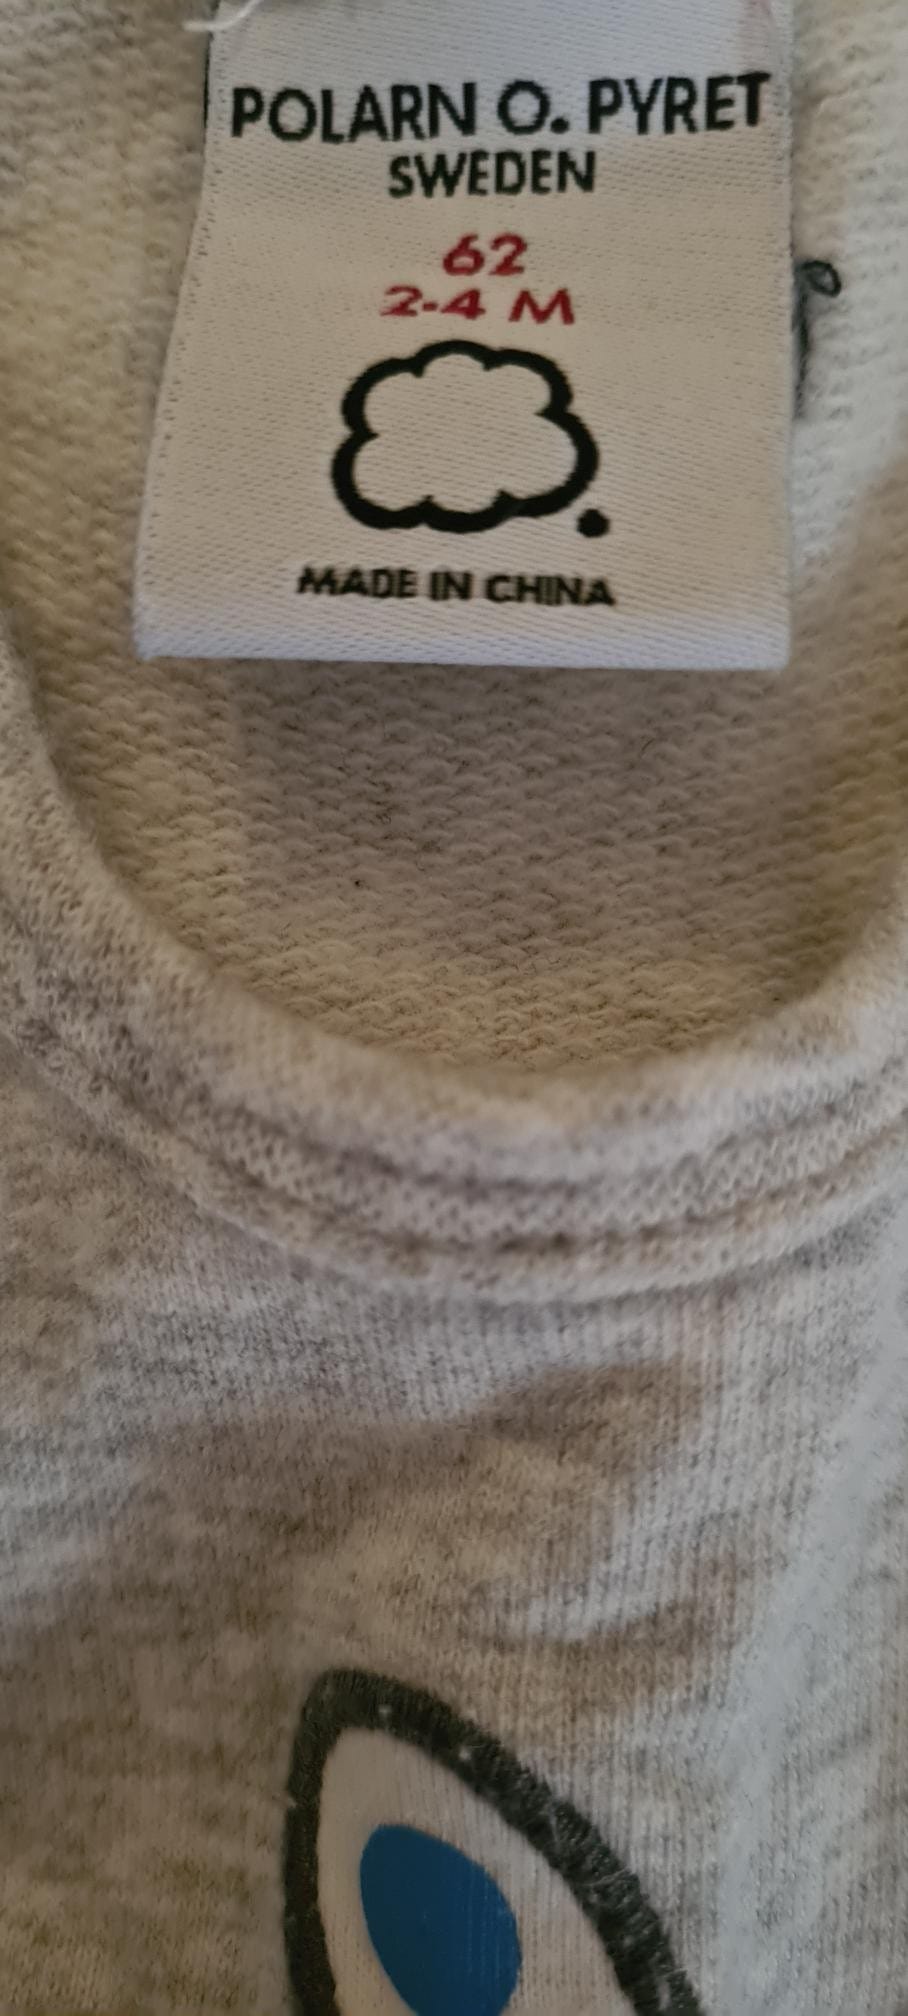 POLARN O. PYRET
SWEDEN
62
2-4 M
MADE IN CHINA